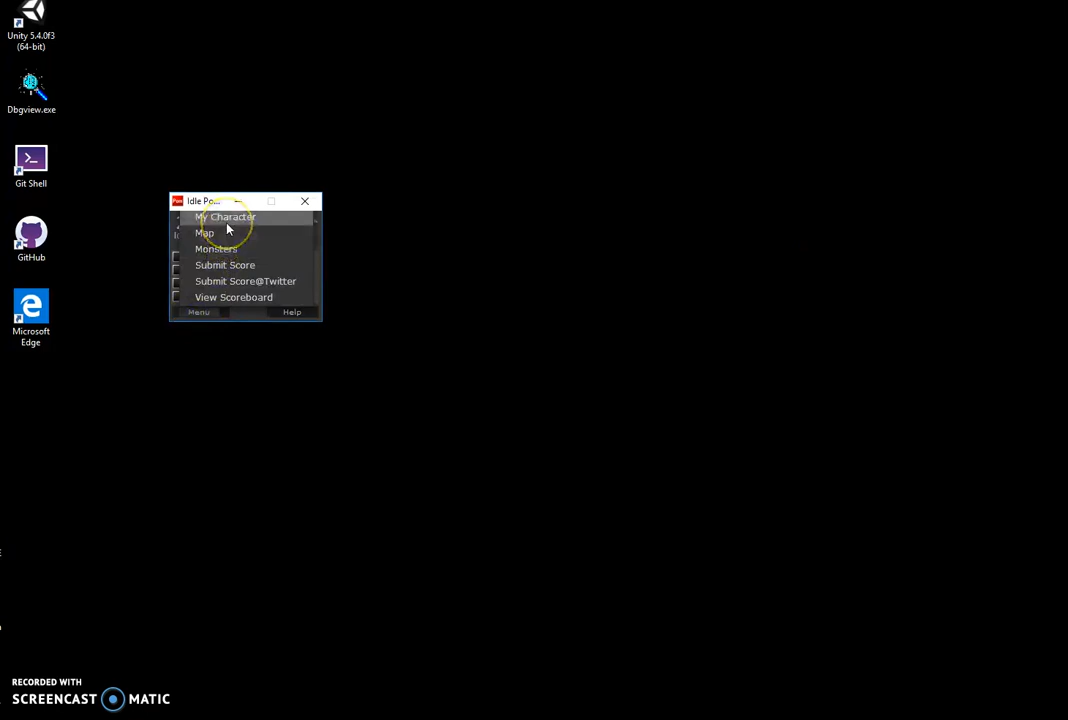 Unity 5.4.0f3
(64-bit)
Dbgview.exe
Git Shell
GitHub
Microsoft
Edge
Idle Po...
My Character
Map
Monsters
Submit Score
Submit Score@Twitter
View Scoreboard
Menu
Help
RECORDED WITH
SCREENCAST MATIC